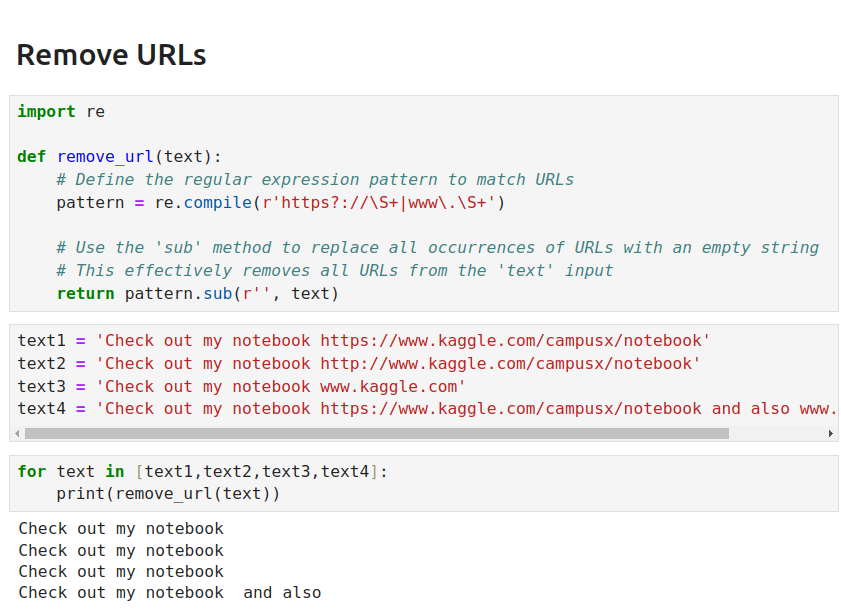 Remove URLs
import re
def remove_url(text):
    # Define the regular expression pattern to match URLs
    pattern = re.compile(r'https?://\S+|www\.\S+')
    # Use the 'sub' method to replace all occurrences of URLs with an empty string
    # This effectively removes all URLs from the 'text' input
    return pattern.sub(r'', text)
text1 = 'Check out my notebook https://www.kaggle.com/campusx/notebook'
text2 = 'Check out my notebook http://www.kaggle.com/campusx/notebook'
text3 = 'Check out my notebook www.kaggle.com'
text4 = 'Check out my notebook https://www.kaggle.com/campusx/notebook and also www.
for text in [text1,text2,text3,text4]:
    print(remove_url(text))
Check out my notebook
Check out my notebook
Check out my notebook
Check out my notebook  and also